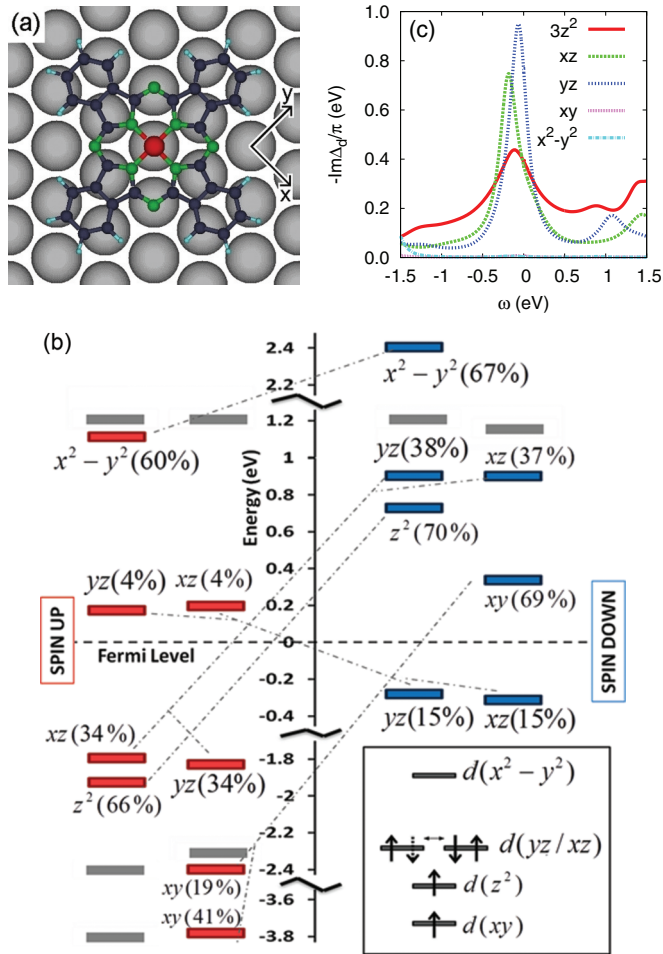 (a)
y
x
(c)
-ImΔ_d/π (eV)
1.0
0.8
0.6
0.4
0.2
0.0
3z²
xz
yz
xy
x²-y²
-1.5 -1 -0.5 0 0.5 1 1.5
ω (eV)
(b)
Energy (eV)
2.4
2.2
1.2
1
0.8
0.6
0.4
0.2
0
-0.2
-0.4
-1.8
-2
-2.2
-2.4
-3.6
-3.8
SPIN UP
SPIN DOWN
Fermi Level
x² − y² (60%)
yz(4%)
xz(4%)
xz(34%)
z²(66%)
yz(34%)
xy(19%)
xy(41%)
x² − y² (67%)
yz(38%)
xz(37%)
z²(70%)
xy(69%)
yz(15%)
xz(15%)
d(x² − y²)
d(yz/xz)
d(z²)
d(xy)